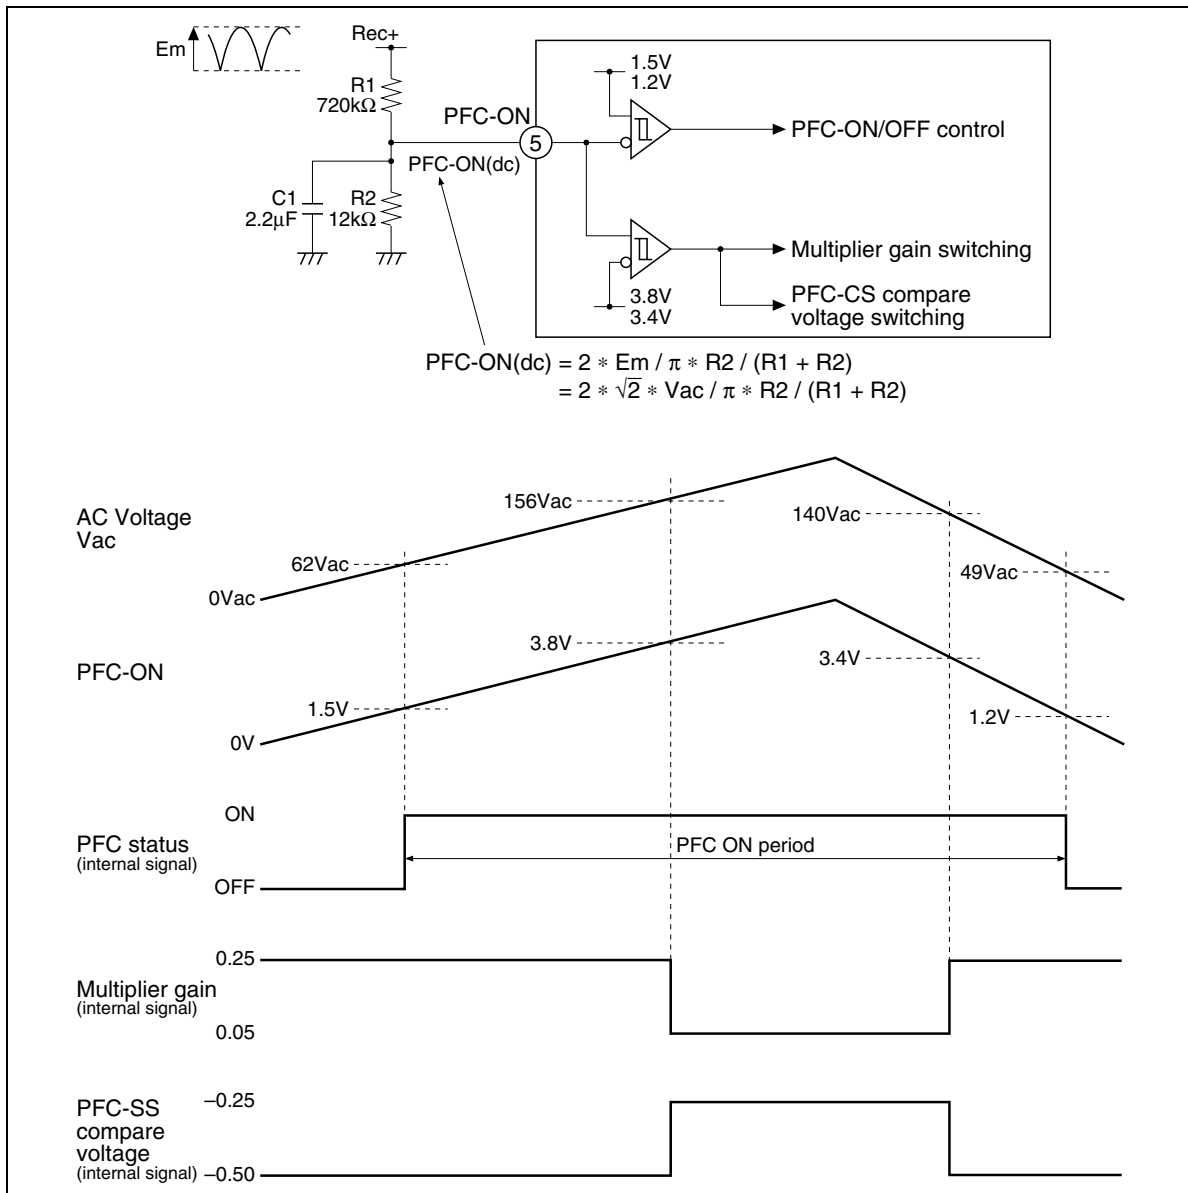 Em
Rec+
R1
720kΩ
PFC-ON
5
PFC-ON(dc)
C1
2.2μF
R2
12kΩ
1.5V
1.2V
PFC-ON/OFF control
Multiplier gain switching
3.8V
3.4V
PFC-CS compare
voltage switching
PFC-ON(dc) = 2 * Em / π * R2 / (R1 + R2)
= 2 * √2 * Vac / π * R2 / (R1 + R2)
AC Voltage
Vac
156Vac
140Vac
62Vac
49Vac
0Vac
PFC-ON
3.8V
3.4V
1.5V
1.2V
0V
PFC status
(internal signal)
ON
PFC ON period
OFF
Multiplier gain
(internal signal)
0.25
0.05
PFC-SS
compare
voltage
(internal signal)
–0.25
–0.50